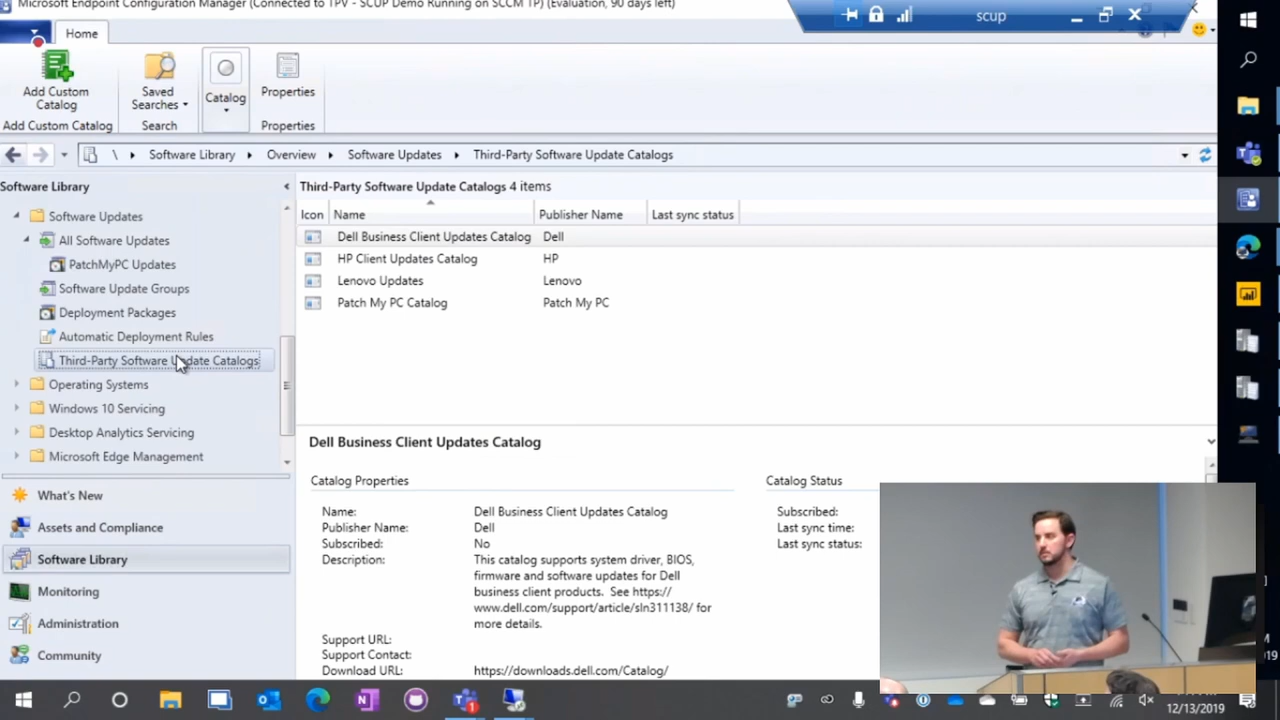 Microsoft Endpoint Configuration Manager (Connected to TPV - SCUP Demo Running on SCCM TP) (Evaluation, 90 days left)
scup
Home
Add Custom Catalog
Saved Searches
Catalog
Properties
Add Custom Catalog
Search
Properties
\ Software Library Overview Software Updates Third-Party Software Update Catalogs
Software Library
Software Updates
All Software Updates
PatchMyPC Updates
Software Update Groups
Deployment Packages
Automatic Deployment Rules
Third-Party Software Update Catalogs
Operating Systems
Windows 10 Servicing
Desktop Analytics Servicing
Microsoft Edge Management
What's New
Assets and Compliance
Software Library
Monitoring
Administration
Community
Third-Party Software Update Catalogs 4 items
Icon Name Publisher Name Last sync status
Dell Business Client Updates Catalog Dell
HP Client Updates Catalog HP
Lenovo Updates Lenovo
Patch My PC Catalog Patch My PC
Dell Business Client Updates Catalog
Catalog Properties
Name: Dell Business Client Updates Catalog
Publisher Name: Dell
Subscribed: No
Description: This catalog supports system driver, BIOS,
firmware and software updates for Dell
business client products. See https://
www.dell.com/support/article/sln311138/ for
more details.
Support URL:
Support Contact:
Download URL: https://downloads.dell.com/Catalog/
Catalog Status
Subscribed:
Last sync time:
Last sync status:
12/13/2019